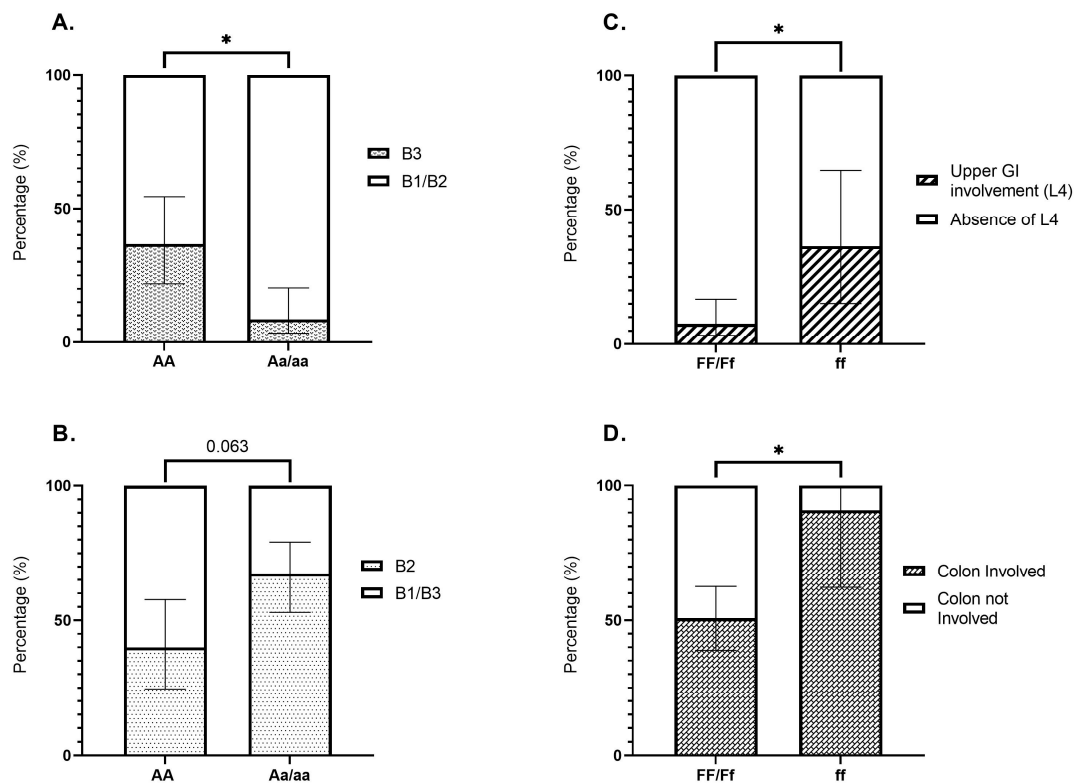 A.
*
100
50
0
Percentage (%)
AA
Aa/aa
B3
B1/B2
C.
*
100
50
0
Percentage (%)
FF/Ff
ff
Upper GI
involvement (L4)
Absence of L4
B.
0.063
100
50
0
Percentage (%)
AA
Aa/aa
B2
B1/B3
D.
*
100
50
0
Percentage (%)
FF/Ff
ff
Colon Involved
Colon not
Involved